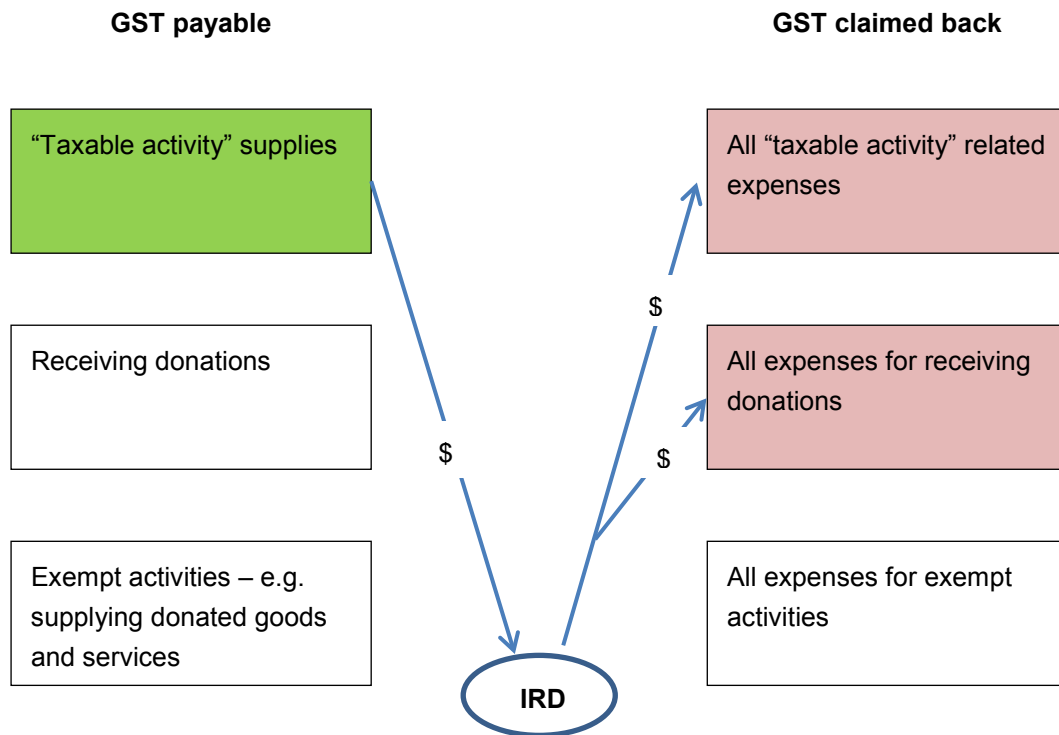 GST payable
GST claimed back
“Taxable activity” supplies
All “taxable activity” related
expenses
$
Receiving donations
All expenses for receiving
donations
$
$
Exempt activities – e.g.
supplying donated goods
and services
All expenses for exempt
activities
IRD